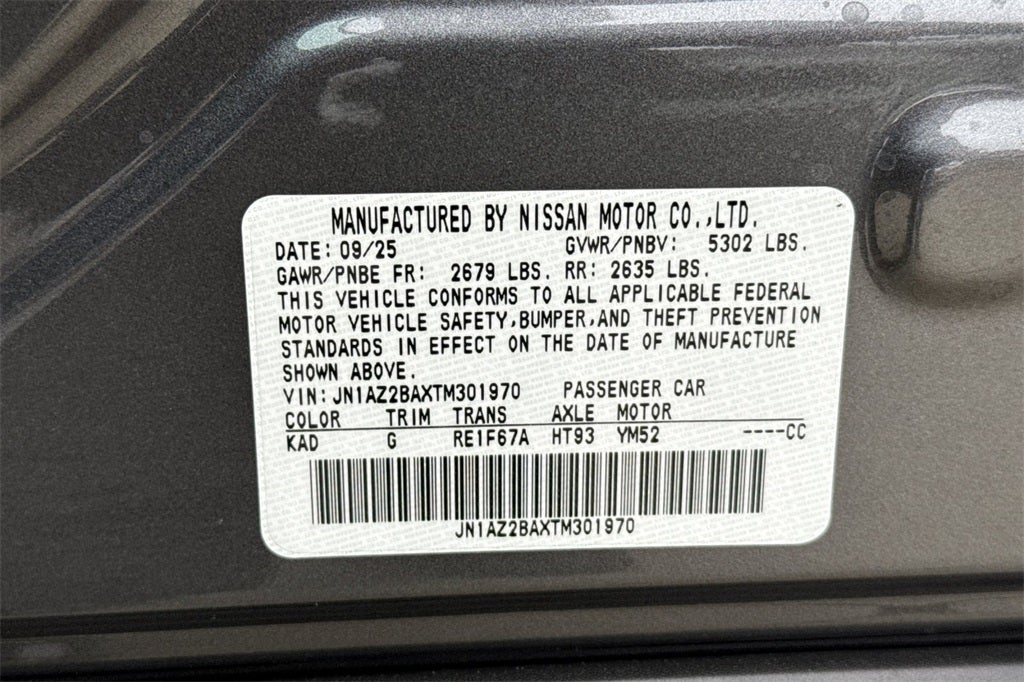 MANUFACTURED BY NISSAN MOTOR CO.,LTD.
DATE: 09/25 GVWR/PNBV: 5302 LBS.
GAWR/PNBE FR: 2679 LBS. RR: 2635 LBS.
THIS VEHICLE CONFORMS TO ALL APPLICABLE FEDERAL
MOTOR VEHICLE SAFETY,BUMPER,AND THEFT PREVENTION
STANDARDS IN EFFECT ON THE DATE OF MANUFACTURE
SHOWN ABOVE.
VIN: JN1AZ2BAXTM301970 PASSENGER CAR
COLOR TRIM TRANS AXLE MOTOR
KAD G RE1F67A HT93 YM52 ----CC
JN1AZ2BAXTM301970